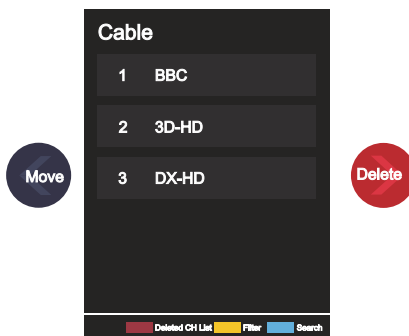 Cable
1 BBC
2 3D-HD
3 DX-HD
Move
Delete
Deleted CH List Filter Search